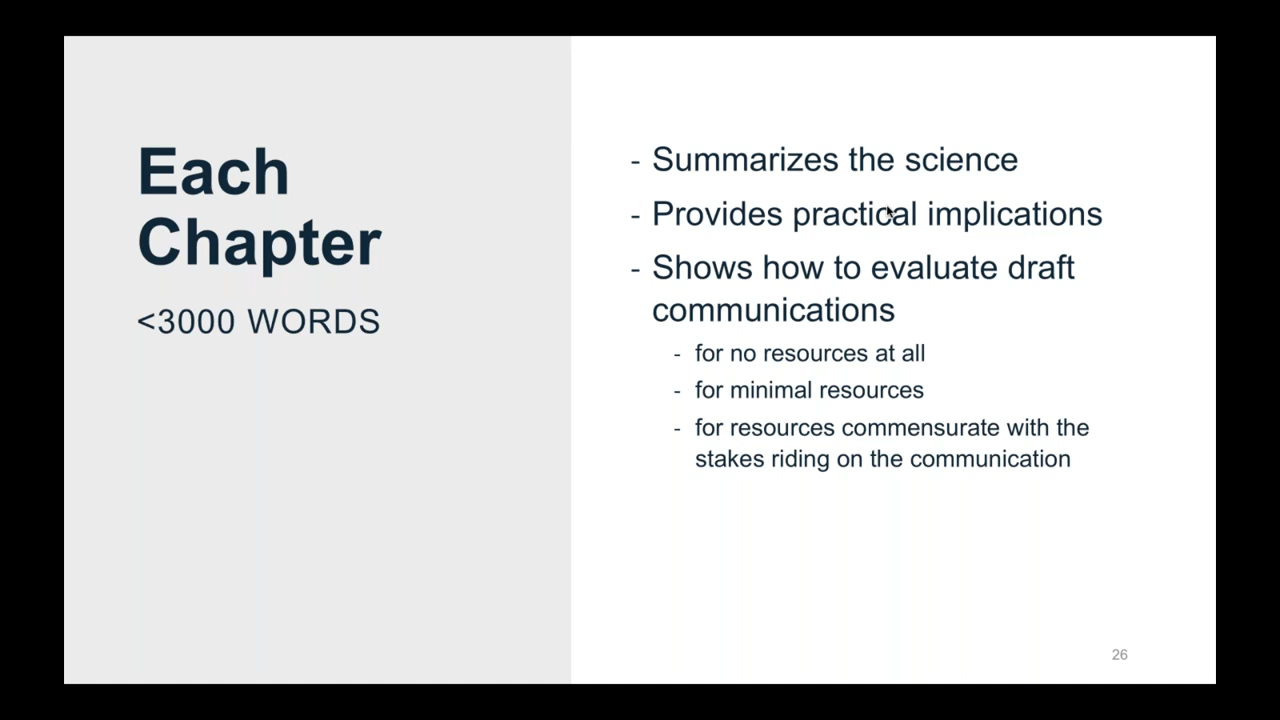 Each
Chapter
<3000 WORDS
- Summarizes the science
- Provides practical implications
- Shows how to evaluate draft
communications
- for no resources at all
- for minimal resources
- for resources commensurate with the
stakes riding on the communication
26